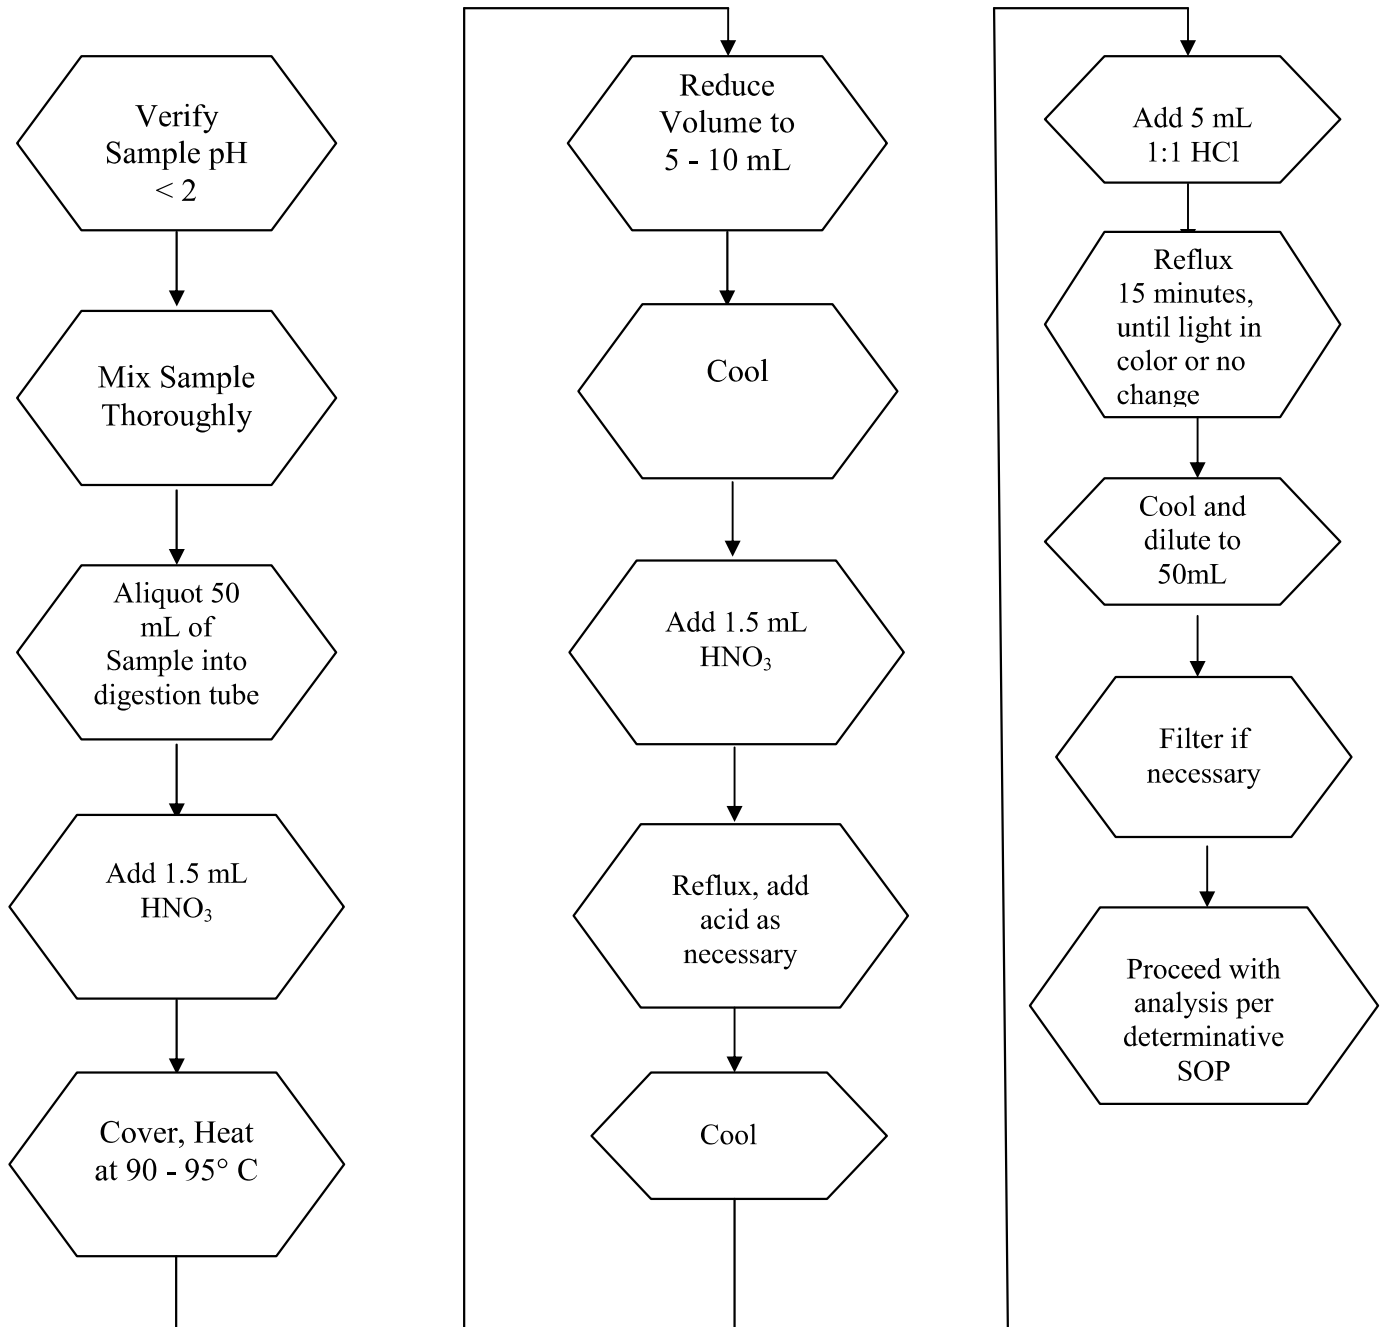 Verify
Sample pH
< 2
Mix Sample
Thoroughly
Aliquot 50
mL of
Sample into
digestion tube
Add 1.5 mL
HNO₃
Cover, Heat
at 90 - 95° C
Reduce
Volume to
5 - 10 mL
Cool
Add 1.5 mL
HNO₃
Reflux, add
acid as
necessary
Cool
Add 5 mL
1:1 HCl
Reflux
15 minutes,
until light in
color or no
change
Cool and
dilute to
50mL
Filter if
necessary
Proceed with
analysis per
determinative
SOP